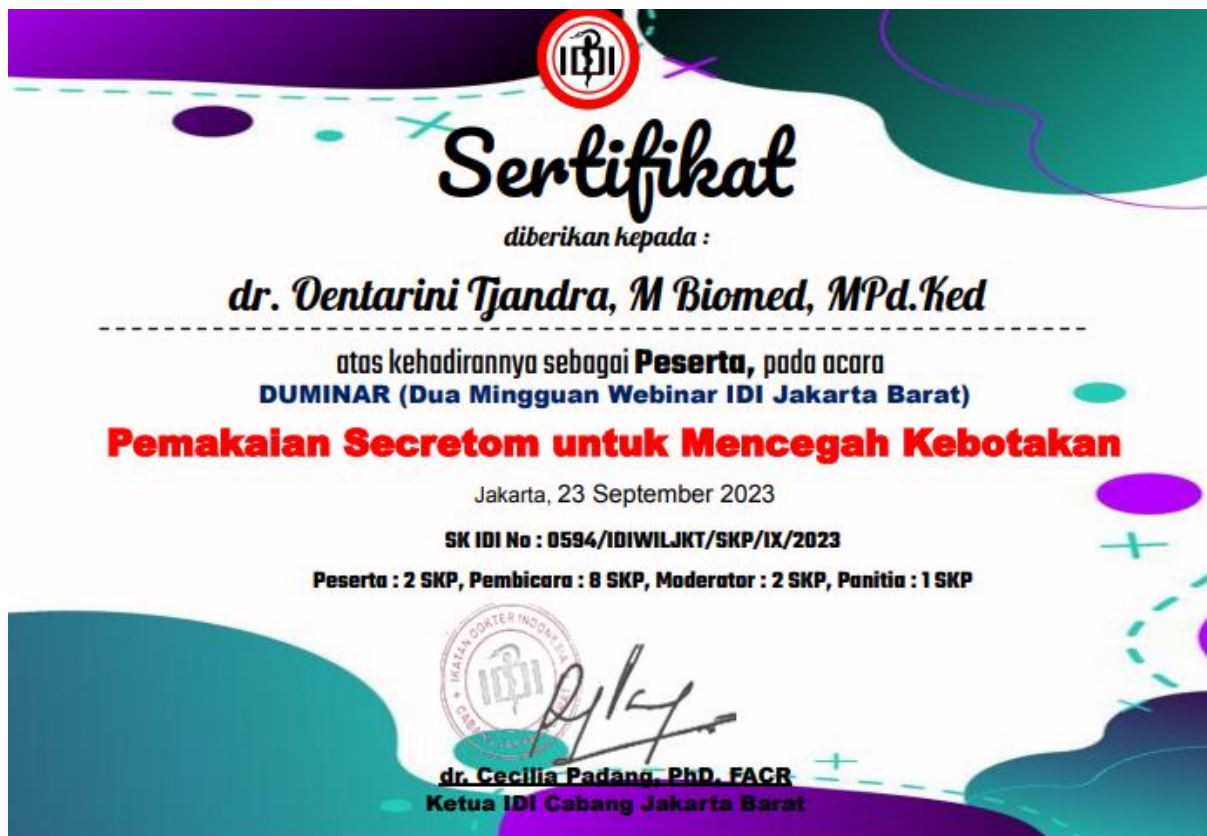 IDI
Sertifikat
diberikan kepada :
dr. Oentarini Tjandra, M Biomed, MPd.Ked
atas kehadirannya sebagai Peserta, pada acara
DUMINAR (Dua Mingguan Webinar IDI Jakarta Barat)
Pemakaian Secretom untuk Mencegah Kebotakan
Jakarta, 23 September 2023
SK IDI No : 0594/IDIWILJKT/SKP/IX/2023
Peserta : 2 SKP, Pembicara : 8 SKP, Moderator : 2 SKP, Panitia : 1 SKP
IKATAN DOKTER INDONESIA
IDI
CABANG
dr. Cecilia Padang, PhD, FACR
Ketua IDI Cabang Jakarta Barat